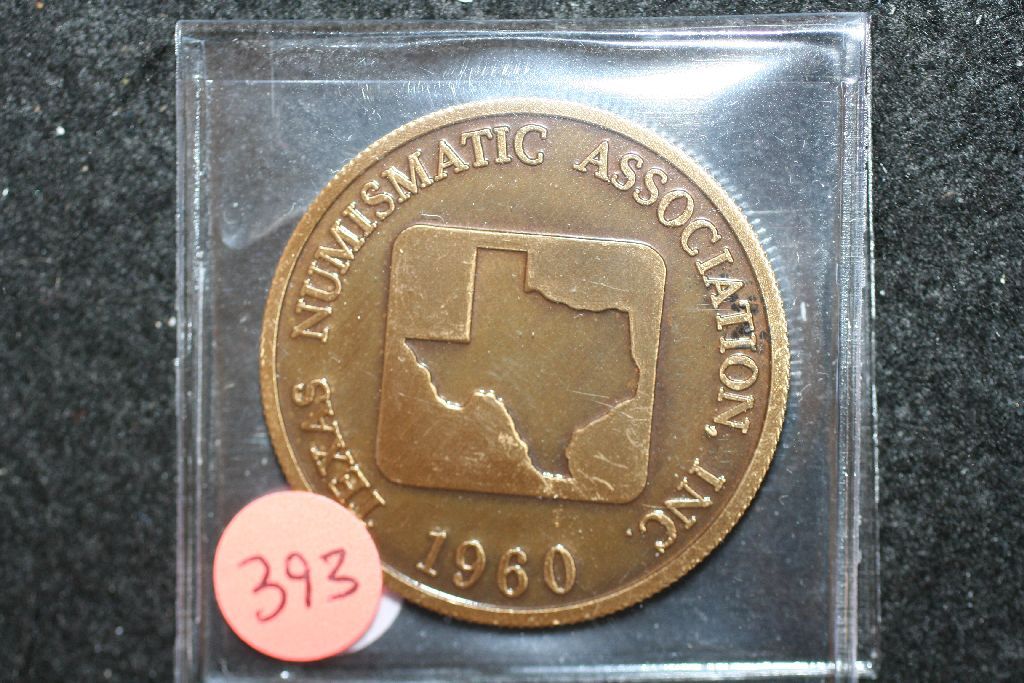 TEXAS NUMISMATIC ASSOCIATION, INC.
1960
393